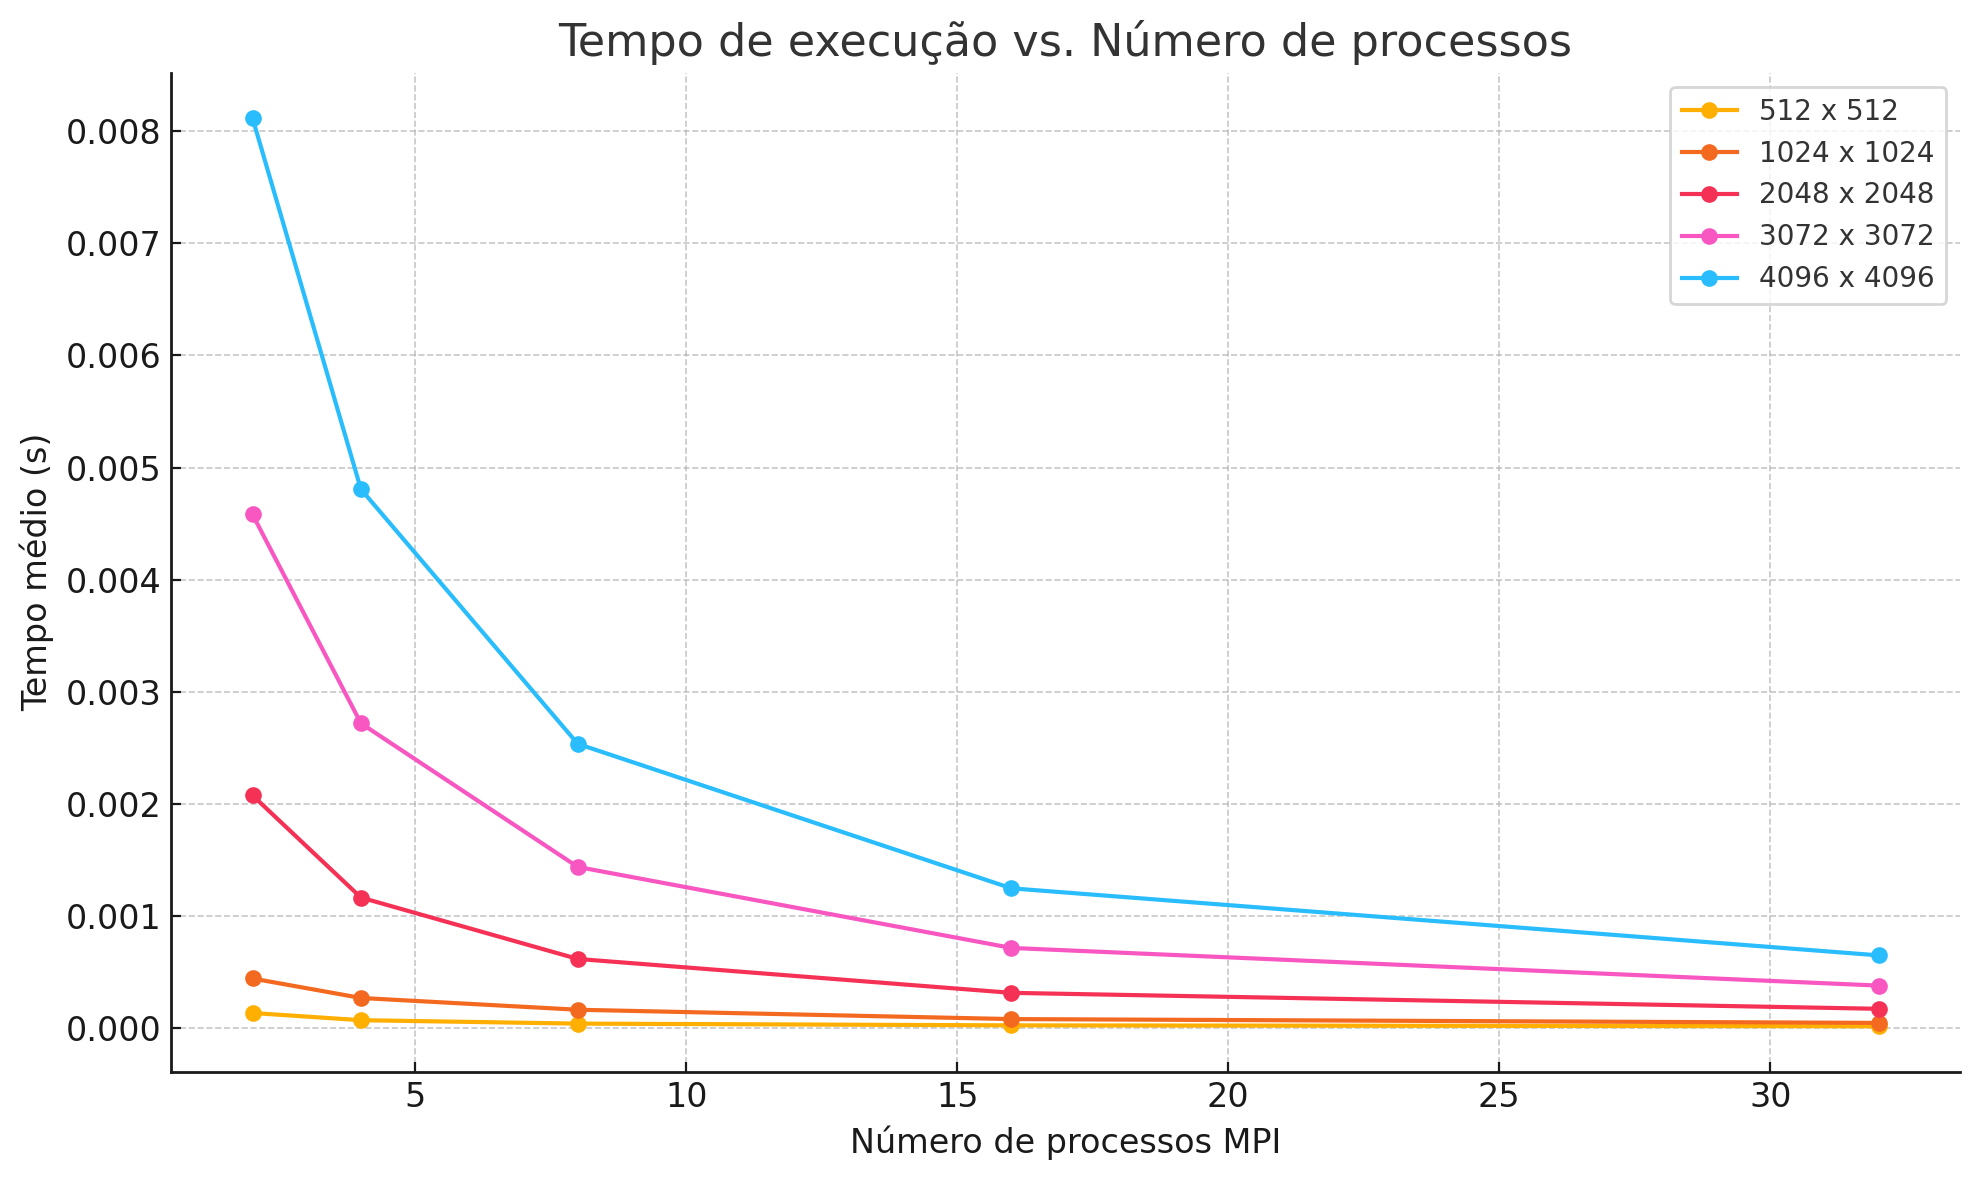 Tempo de execução vs. Número de processos
512 x 512
1024 x 1024
2048 x 2048
3072 x 3072
4096 x 4096
Tempo médio (s)
0.008
0.007
0.006
0.005
0.004
0.003
0.002
0.001
0.000
5 10 15 20 25 30
Número de processos MPI